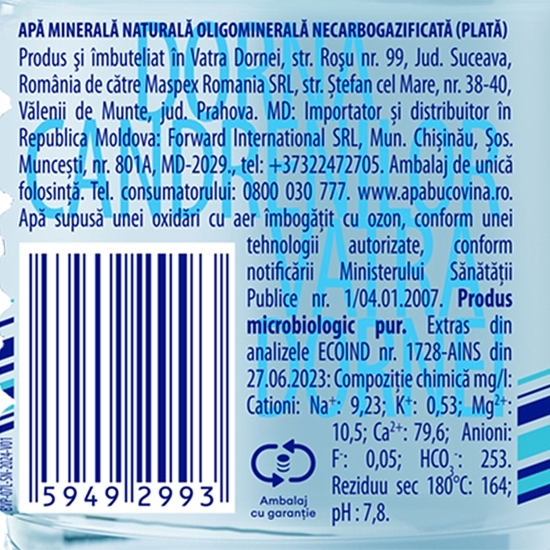 APĂ MINERALĂ NATURALĂ OLIGOMINERALĂ NECARBOGAZIFICATĂ (PLATĂ)
Produs și îmbuteliat în Vatra Dornei, str. Roșu nr. 99, Jud. Suceava,
România de către Maspex Romania SRL, str. Ștefan cel Mare, nr. 38-40,
Vălenii de Munte, jud. Prahova. MD: Importator și distribuitor în
Republica Moldova: Forward International SRL, Mun. Chișinău, Șos.
Muncești, nr. 801A, MD-2029., tel: +37322472705. Ambalaj de unică
folosință. Tel. consumatorului: 0800 030 777. www.apabucovina.ro.
Apă supusă unei oxidări cu aer îmbogățit cu ozon, conform unei
tehnologii autorizate, conform
notificării Ministerului Sănătății
Publice nr. 1/04.01.2007. Produs
microbiologic pur. Extras din
analizele ECOIND nr. 1728-AINS din
27.06.2023: Compoziție chimică mg/l:
Cationi: Na⁺: 9,23; K⁺: 0,53; Mg²⁺:
10,5; Ca²⁺: 79,6; Anioni:
F⁻: 0,05; HCO₃⁻: 253.
Reziduu sec 180°C: 164;
pH : 7,8.
DORNA
CANDRENILOR
VATRA
DORNEI
5949 2993
Ambalaj
cu garanție